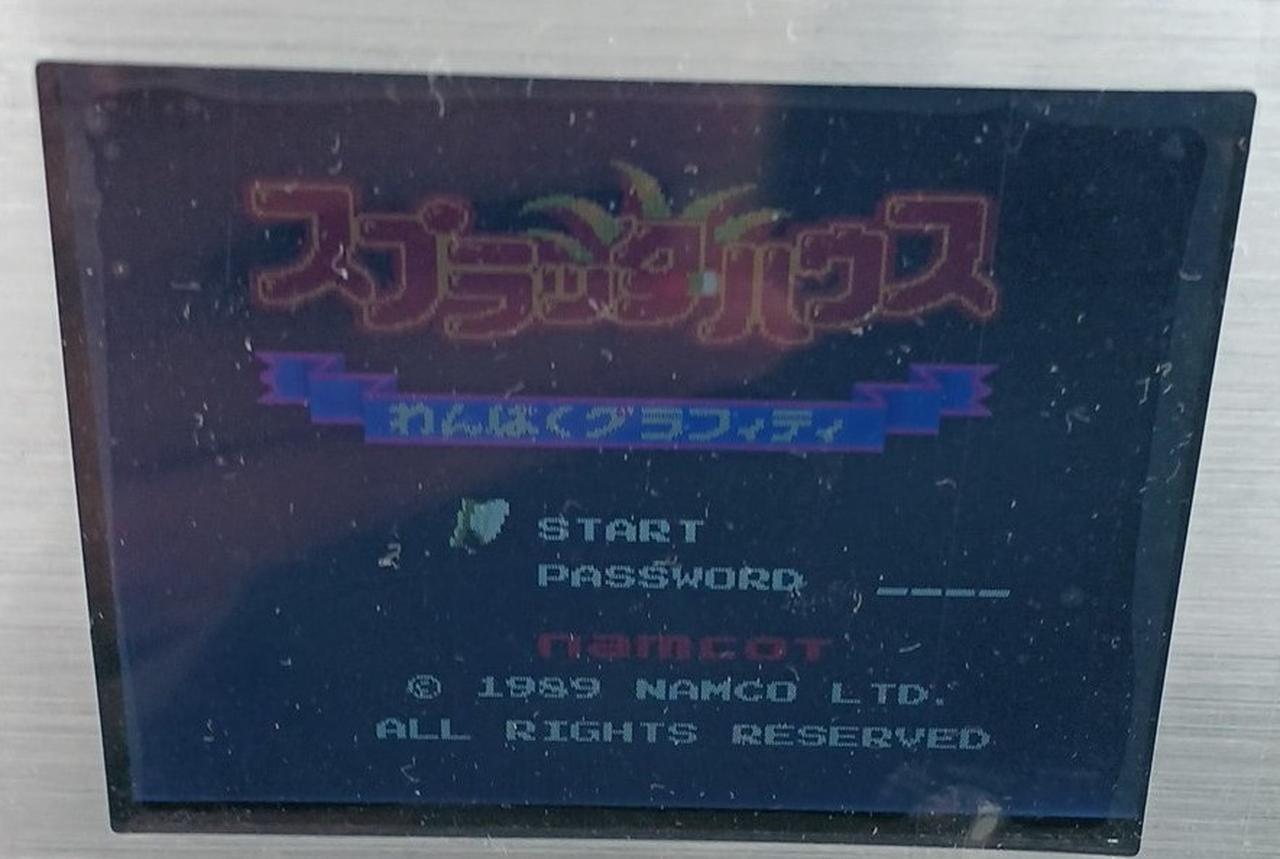 スプラッタハウス
わんぱくグラフィティ
START
PASSWORD ____
namcot
© 1989 NAMCO LTD.
ALL RIGHTS RESERVED